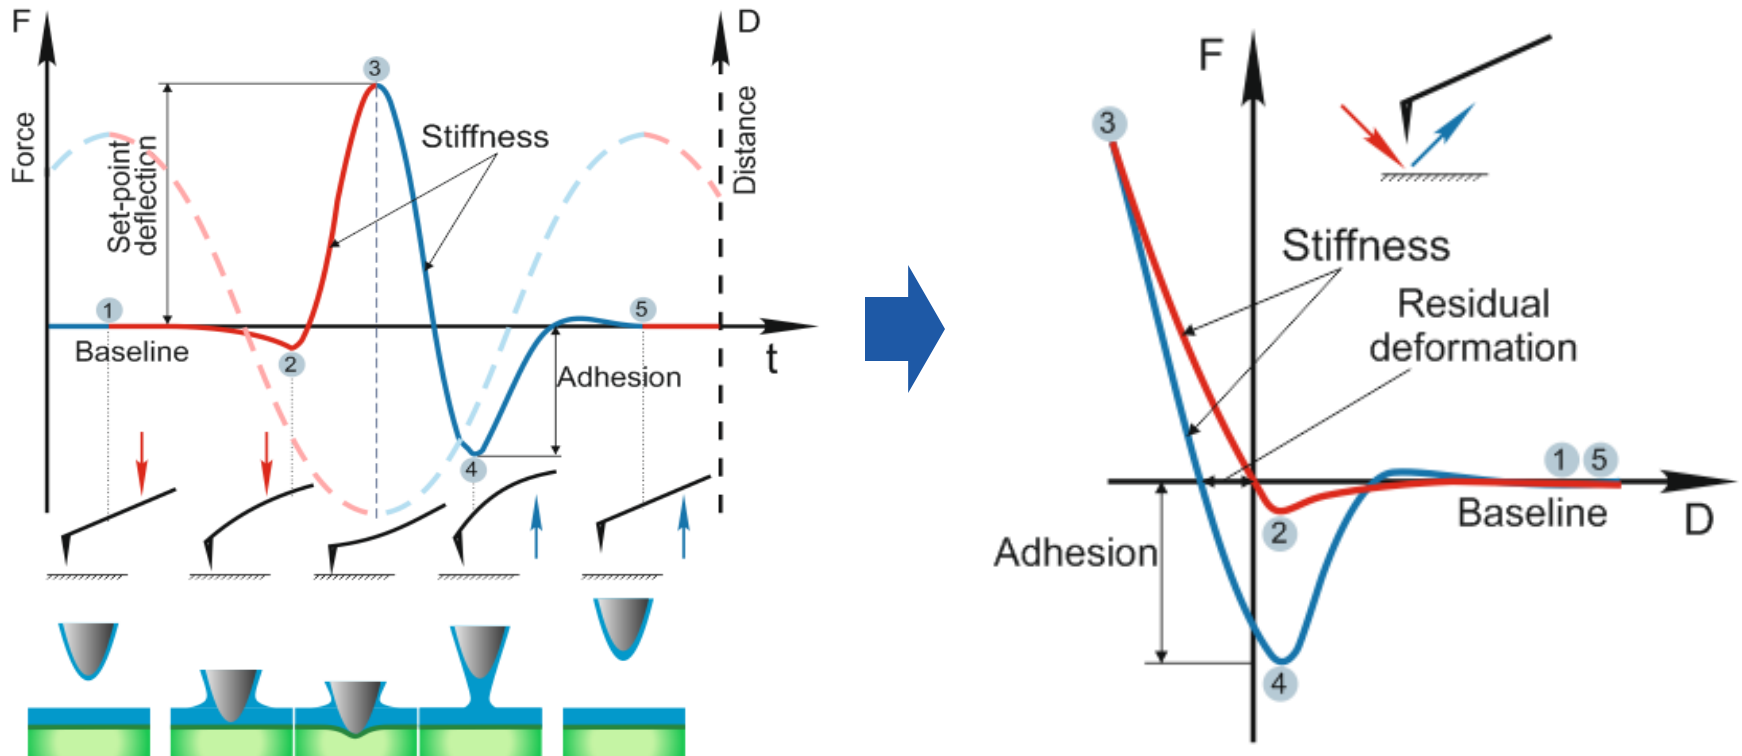 F
D
3
Stiffness
Force
Set-point
deflection
Distance
1
5
Baseline
2
t
Adhesion
4
F
3
Stiffness
Residual
deformation
1
5
Baseline
D
2
Adhesion
4